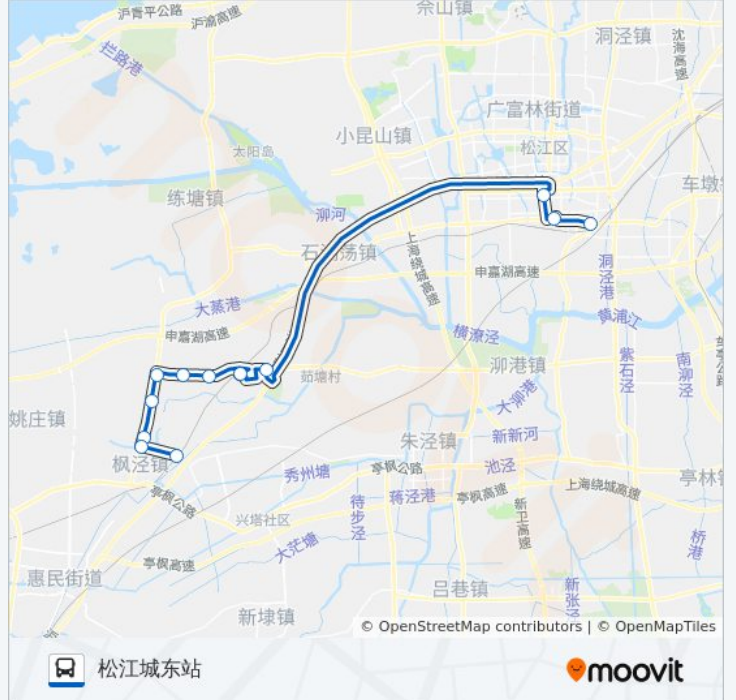 沪青平公路
沪渝高速
佘山镇
洞泾镇
沈海高速
拦路港
广富林街道
小昆山镇
松江区
太阳岛
练塘镇
车墩
泖河
石湖荡镇
上海绕城高速
申嘉湖高速
洞泾港
大蒸港
黄浦江
申嘉湖高速
横潦泾
泖港镇
紫石泾
南泖泾
茹塘村
大泖港
姚庄镇
朱泾镇
新新河
枫泾镇
秀州塘
亭枫公路
池泾
亭林
亭枫公路
蒋泾港
亭枫高速
上海绕城高速
待步泾
新卫高速
兴塔社区
大茫塘
桥港
亭枫高速
惠民街道
吕巷镇
新张泾
新埭镇
© OpenStreetMap contributors | © OpenMapTiles
松江城东站
moovit